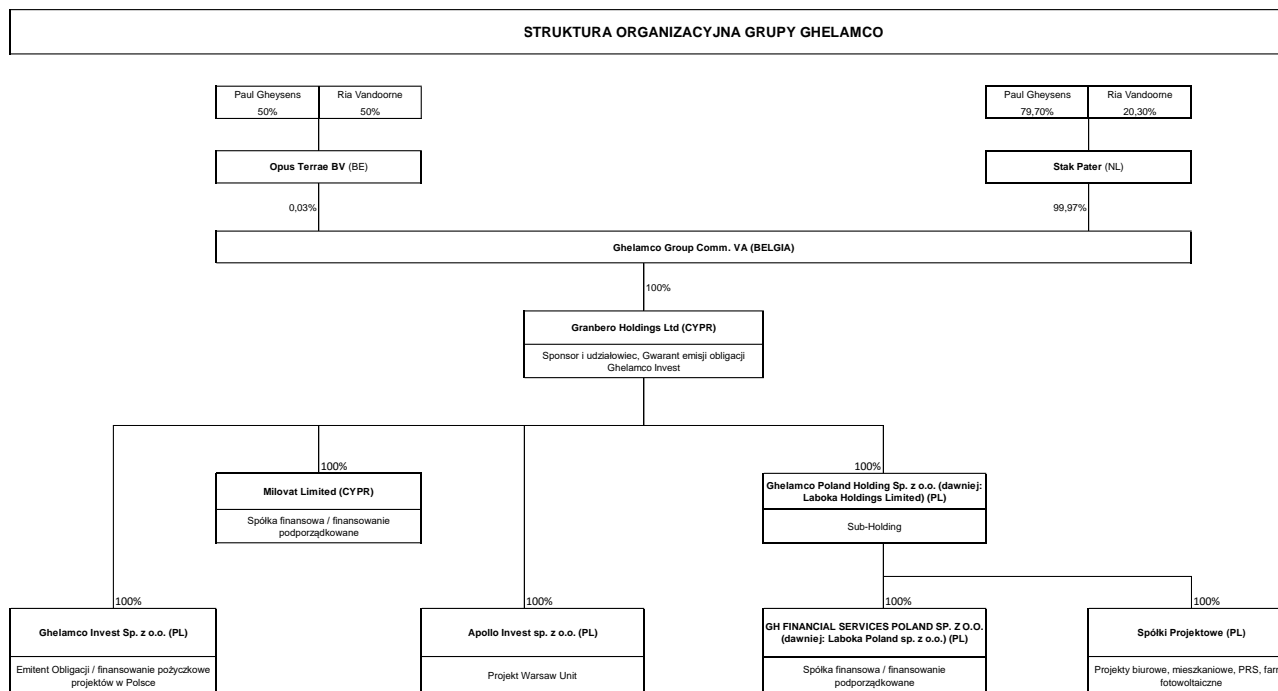 STRUKTURA ORGANIZACYJNA GRUPY GHELAMCO
Paul Gheysens
50%
Ria Vandoorne
50%
Paul Gheysens
79,70%
Ria Vandoorne
20,30%
Opus Terrae BV (BE)
Stak Pater (NL)
0,03%
99,97%
Ghelamco Group Comm. VA (BELGIA)
100%
Granbero Holdings Ltd (CYPR)
Sponsor i udziałowiec, Gwarant emisji obligacji
Ghelamco Invest
100%
Milovat Limited (CYPR)
Spółka finansowa / finansowanie
podporządkowane
100%
Ghelamco Poland Holding Sp. z o.o. (dawniej:
Laboka Holdings Limited) (PL)
Sub-Holding
100%
Ghelamco Invest Sp. z o.o. (PL)
Emitent Obligacji / finansowanie pożyczkowe
projektów w Polsce
100%
Apollo Invest sp. z o.o. (PL)
Projekt Warsaw Unit
100%
GH FINANCIAL SERVICES POLAND SP. Z O.O.
(dawniej: Laboka Poland sp. z o.o.) (PL)
Spółka finansowa / finansowanie
podporządkowane
100%
Spółki Projektowe (PL)
Projekty biurowe, mieszkaniowe, PRS,
fotowoltaiczne